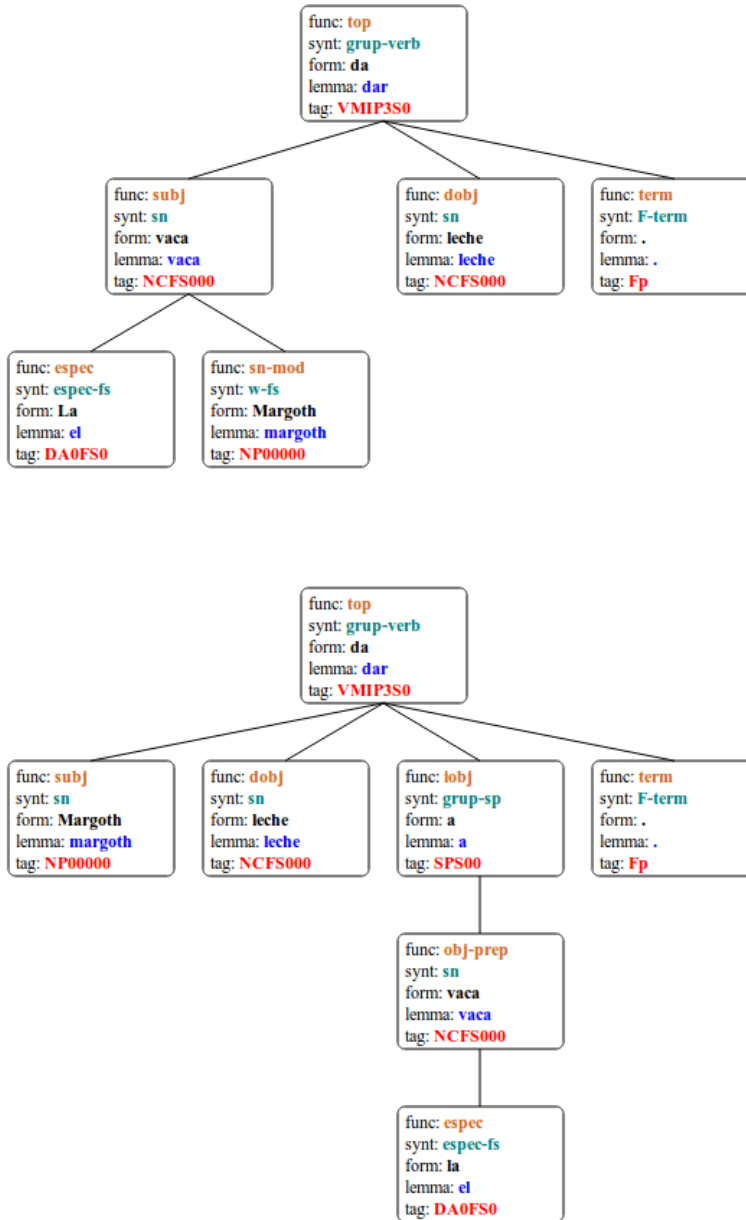 func: top
synt: grup-verb
form: da
lemma: dar
tag: VMIP3S0
func: subj
synt: sn
form: vaca
lemma: vaca
tag: NCFS000
func: dobj
synt: sn
form: leche
lemma: leche
tag: NCFS000
func: term
synt: F-term
form: .
lemma: .
tag: Fp
func: espec
synt: espec-fs
form: La
lemma: el
tag: DA0FS0
func: sn-mod
synt: w-fs
form: Margoth
lemma: margoth
tag: NP00000
func: top
synt: grup-verb
form: da
lemma: dar
tag: VMIP3S0
func: subj
synt: sn
form: Margoth
lemma: margoth
tag: NP00000
func: dobj
synt: sn
form: leche
lemma: leche
tag: NCFS000
func: iobj
synt: grup-sp
form: a
lemma: a
tag: SPS00
func: term
synt: F-term
form: .
lemma: .
tag: Fp
func: obj-prep
synt: sn
form: vaca
lemma: vaca
tag: NCFS000
func: espec
synt: espec-fs
form: la
lemma: el
tag: DA0FS0